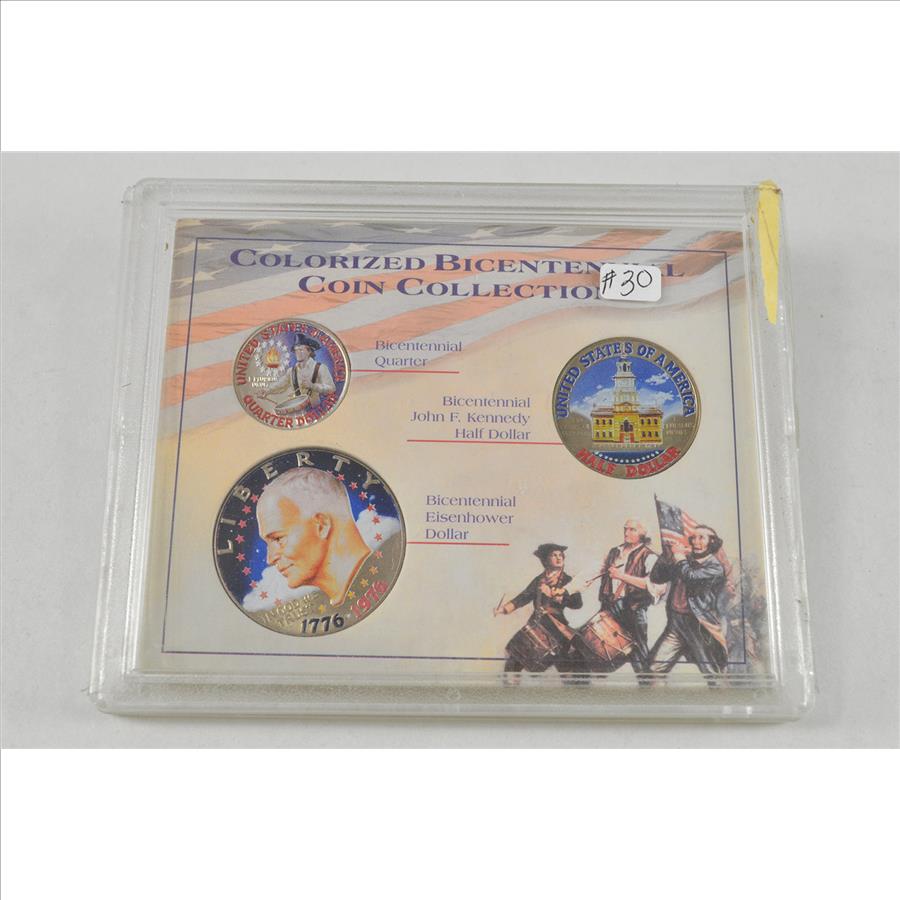 COLORIZED BICENTENNIAL
COIN COLLECTION
#30
UNITED STATES OF AMERICA
QUARTER DOLLAR
Bicentennial
Quarter
Bicentennial
John F. Kennedy
Half Dollar
UNITED STATES OF AMERICA
HALF DOLLAR
LIBERTY
IN GOD WE
TRUST
1776-1976
Bicentennial
Eisenhower
Dollar